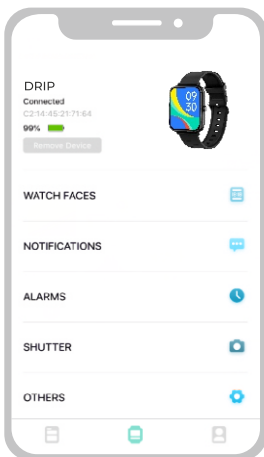 DRIP
Connected
C2:14:45:21:71:64
99%
Remove Device
09
30
WATCH FACES
NOTIFICATIONS
ALARMS
SHUTTER
OTHERS